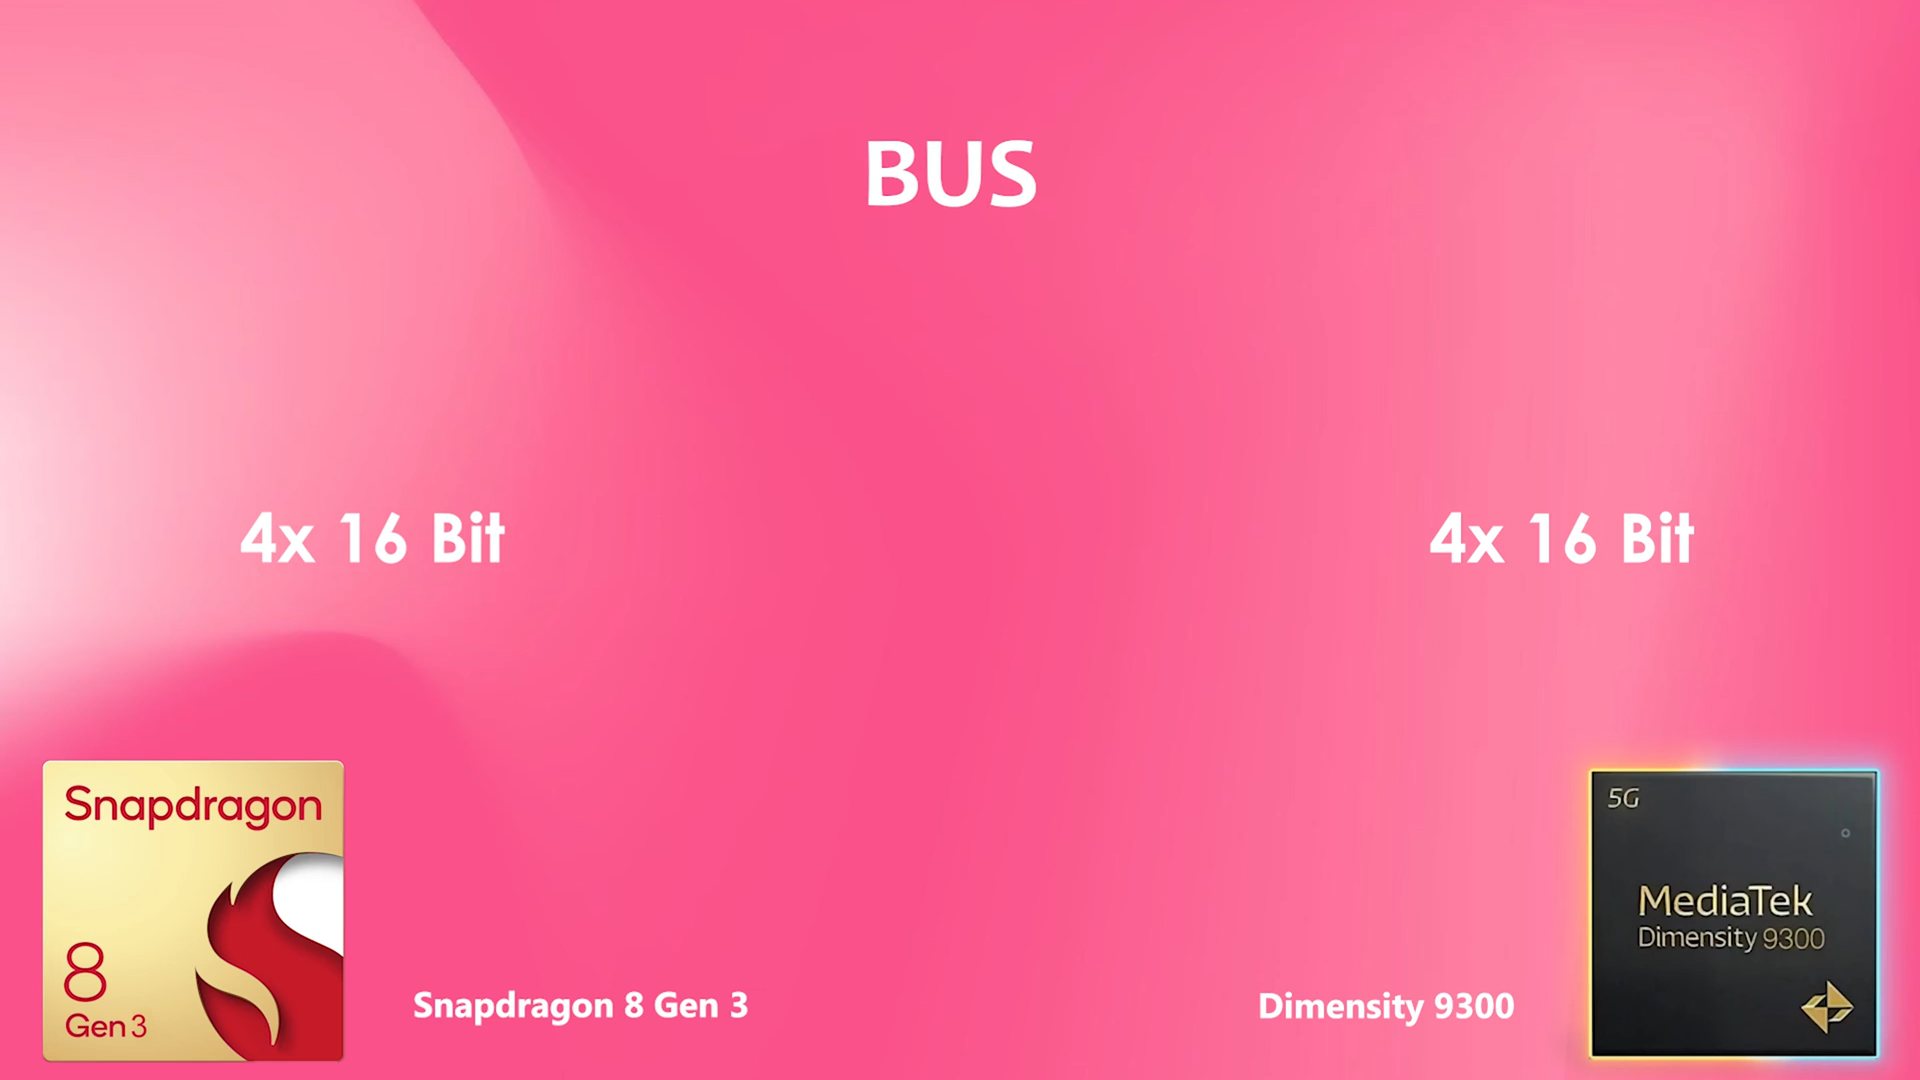 BUS
4x 16 Bit
4x 16 Bit
Snapdragon
8
Gen 3
Snapdragon 8 Gen 3
Dimensity 9300
5G
MediaTek
Dimensity 9300